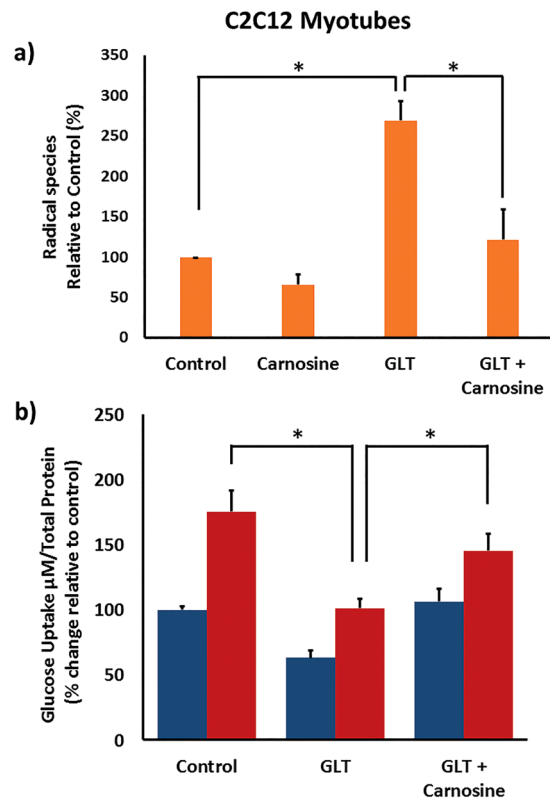 C2C12 Myotubes
a)
Radical species
Relative to Control (%)
350
300
250
200
150
100
50
0
*
*
Control
Carnosine
GLT
GLT +
Carnosine
b)
Glucose Uptake µM/Total Protein
(% change relative to control)
250
200
150
100
50
0
*
*
Control
GLT
GLT +
Carnosine